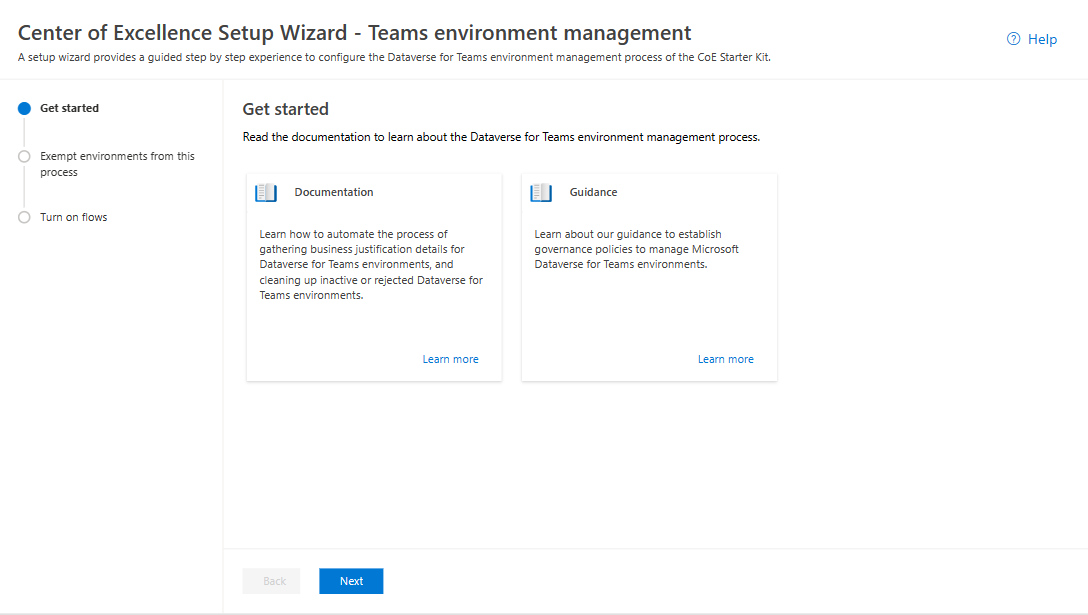 Center of Excellence Setup Wizard - Teams environment management
A setup wizard provides a guided step by step experience to configure the Dataverse for Teams environment management process of the CoE Starter Kit.
Help
Get started
Exempt environments from this
process
Turn on flows
Get started
Read the documentation to learn about the Dataverse for Teams environment management process.
Documentation
Learn how to automate the process of
gathering business justification details for
Dataverse for Teams environments, and
cleaning up inactive or rejected Dataverse for
Teams environments.
Learn more
Guidance
Learn about our guidance to establish
governance policies to manage Microsoft
Dataverse for Teams environments.
Learn more
Back
Next